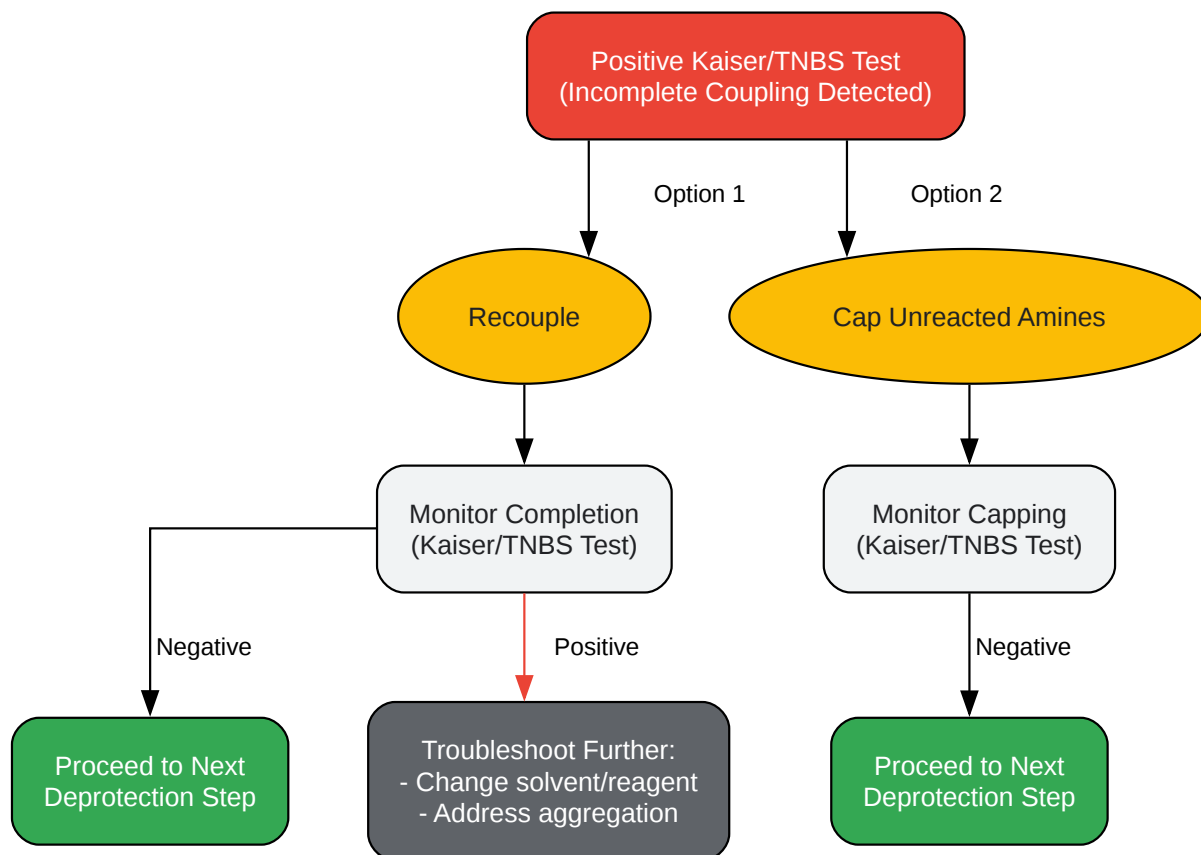 Positive Kaiser/TNBS Test
(Incomplete Coupling Detected)
Option 1
Option 2
Recouple
Cap Unreacted Amines
Monitor Completion
(Kaiser/TNBS Test)
Monitor Capping
(Kaiser/TNBS Test)
Negative
Positive
Negative
Proceed to Next
Deprotection Step
Troubleshoot Further:
- Change solvent/reagent
- Address aggregation
Proceed to Next
Deprotection Step